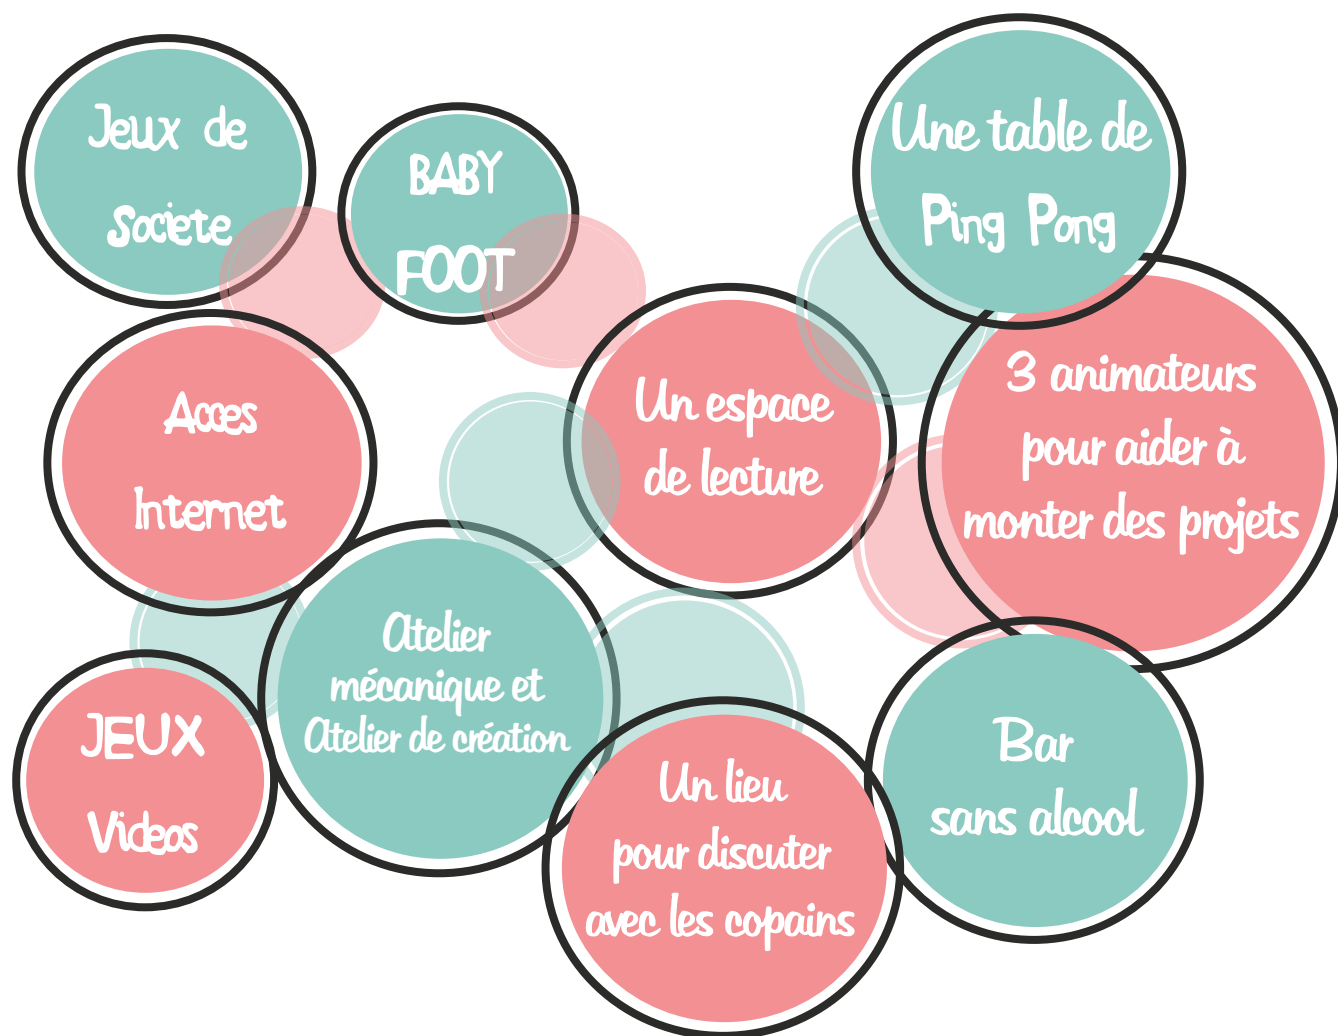 Jeux de
Societe
BABY
FOOT
Une table de
Ping Pong
Acces
Internet
Un espace
de lecture
3 animateurs
pour aider à
monter des projets
Atelier
mécanique et
Atelier de création
JEUX
Videos
Un lieu
pour discuter
avec les copains
Bar
sans alcool